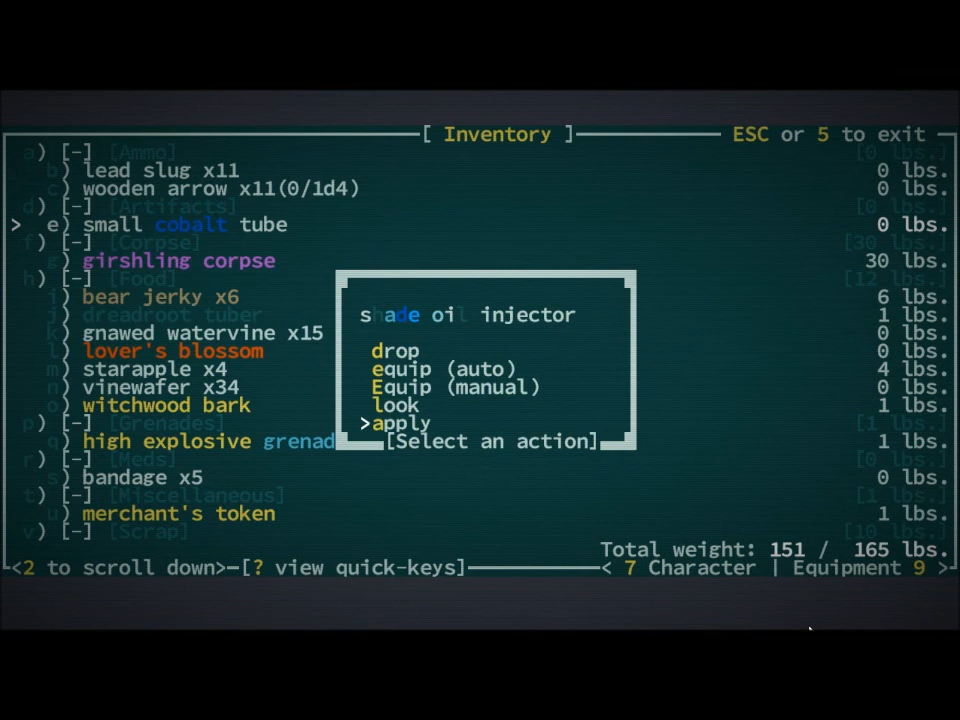 [ Inventory ] ESC or 5 to exit
a) [-] [Ammo] [0 lbs.]
b) lead slug x11 0 lbs.
c) wooden arrow x11(0/1d4) 0 lbs.
d) [-] [Artifacts] [0 lbs.]
> e) small cobalt tube 0 lbs.
f) [-] [Corpse] [30 lbs.]
g) girshling corpse 30 lbs.
h) [-] [Food] [12 lbs.]
i) bear jerky x6 6 lbs.
j) dreadroot tuber 1 lbs.
k) gnawed watervine x15 0 lbs.
l) lover's blossom 0 lbs.
m) starapple x4 4 lbs.
n) vinewafer x34 0 lbs.
o) witchwood bark 1 lbs.
p) [-] [Grenades] [1 lbs.]
q) high explosive grenad 1 lbs.
r) [-] [Meds] [0 lbs.]
s) bandage x5 0 lbs.
t) [-] [Miscellaneous] [1 lbs.]
u) merchant's token 1 lbs.
v) [-] [Scrap] [10 lbs.]
Total weight: 151 / 165 lbs.
<2 to scroll down> [? view quick-keys] < 7 Character | Equipment 9 >
shade oil injector
drop
equip (auto)
Equip (manual)
look
>apply
[Select an action]